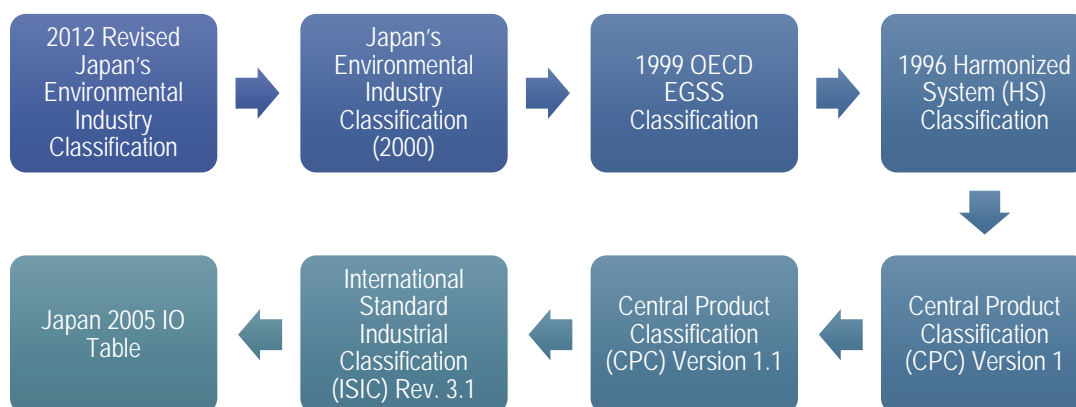 2012 Revised
Japan's
Environmental
Industry
Classification
Japan's
Environmental
Industry
Classification
(2000)
1999 OECD
EGSS
Classification
1996 Harmonized
System (HS)
Classification
Central Product
Classification
(CPC) Version 1
Central Product
Classification
(CPC) Version 1.1
International
Standard
Industrial
Classification
(ISIC) Rev. 3.1
Japan 2005 IO
Table